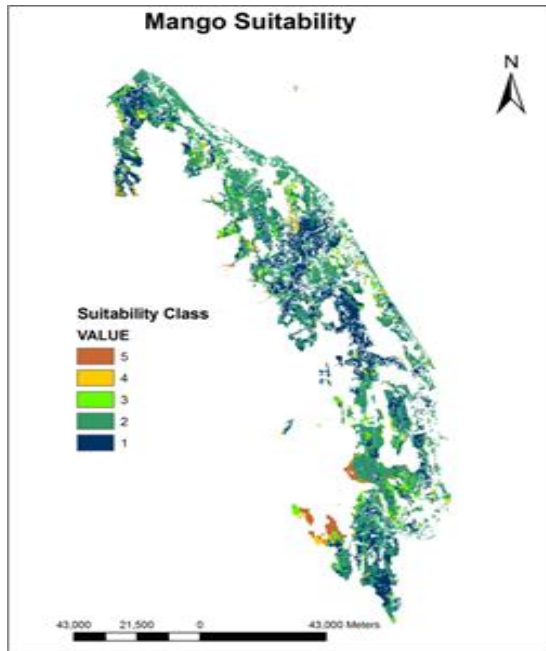 Mango Suitability
N
Suitability Class
VALUE
5
4
3
2
1
43,000 21,500 0 43,000 Meters